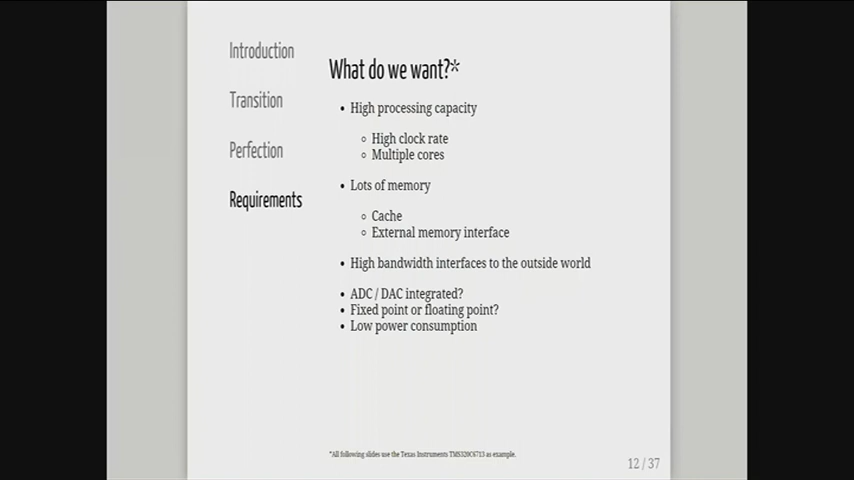 Introduction
Transition
Perfection
Requirements
What do we want?*
• High processing capacity
◦ High clock rate
◦ Multiple cores
• Lots of memory
◦ Cache
◦ External memory interface
• High bandwidth interfaces to the outside world
• ADC / DAC integrated?
• Fixed point or floating point?
• Low power consumption
*All following slides use the Texas Instruments TMS320C6713 as example.
12 / 37